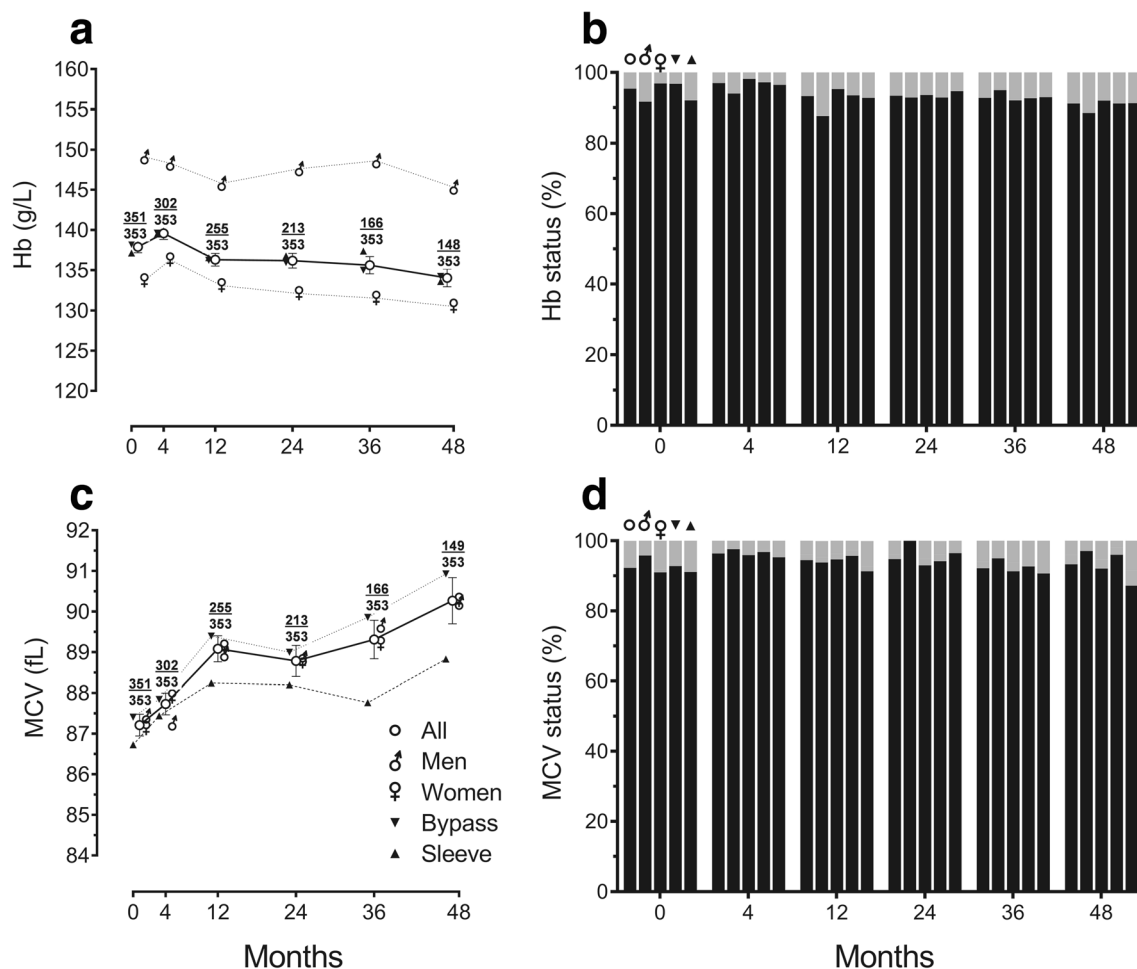 a
160
155
150
145
140
135
130
125
120
Hb (g/L)
351
353
302
353
255
353
213
353
166
353
148
353
0 4 12 24 36 48
b
100
80
60
40
20
0
Hb status (%)
0 4 12 24 36 48
c
92
91
90
89
88
87
86
85
84
MCV (fL)
351
353
302
353
255
353
213
353
166
353
149
353
All
Men
Women
Bypass
Sleeve
0 4 12 24 36 48
Months
d
100
80
60
40
20
0
MCV status (%)
0 4 12 24 36 48
Months